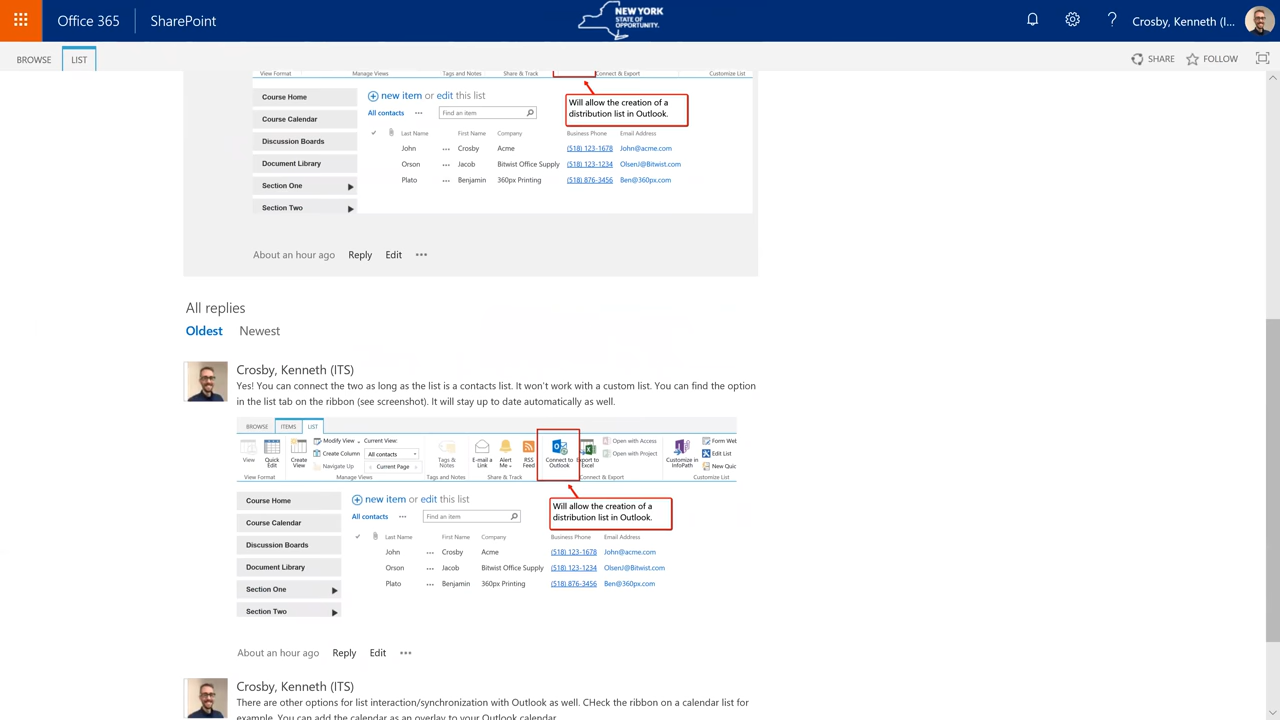 Office 365
SharePoint
NEW YORK
STATE OF
OPPORTUNITY.
?
Crosby, Kenneth (I...
BROWSE
LIST
SHARE
FOLLOW
View Format
Manage Views
Tags and Notes
Share & Track
Connect & Export
Customize List
Will allow the creation of a
distribution list in Outlook.
Course Home
Course Calendar
Discussion Boards
Document Library
Section One
Section Two
new item or edit this list
All contacts ••• Find an item
Last Name First Name Company Business Phone Email Address
John ••• Crosby Acme (518) 123-1678 John@acme.com
Orson ••• Jacob Bitwist Office Supply (518) 123-1234 OlsenJ@Bitwist.com
Plato ••• Benjamin 360px Printing (518) 876-3456 Ben@360px.com
About an hour ago Reply Edit •••
All replies
Oldest Newest
Crosby, Kenneth (ITS)
Yes! You can connect the two as long as the list is a contacts list. It won't work with a custom list. You can find the option
in the list tab on the ribbon (see screenshot). It will stay up to date automatically as well.
BROWSE ITEMS LIST
View
Quick
Edit
View Format
Create
View
Modify View
Create Column
Navigate Up
Current View
All contacts
Current Page
Manage Views
Tags &
Notes
Tags and Notes
E-mail a
Link
Alert
Me
RSS
Feed
Share & Track
Connect to
Outlook
Export to
Excel
Open with Access
Open with Project
Connect & Export
Customize in
InfoPath
Form Web
Edit List
New Quic
Customize List
Will allow the creation of a
distribution list in Outlook.
Course Home
Course Calendar
Discussion Boards
Document Library
Section One
Section Two
new item or edit this list
All contacts ••• Find an item
Last Name First Name Company Business Phone Email Address
John ••• Crosby Acme (518) 123-1678 John@acme.com
Orson ••• Jacob Bitwist Office Supply (518) 123-1234 OlsenJ@Bitwist.com
Plato ••• Benjamin 360px Printing (518) 876-3456 Ben@360px.com
About an hour ago Reply Edit •••
Crosby, Kenneth (ITS)
There are other options for list interaction/synchronization with Outlook as well. CHeck the ribbon on a calendar list for
example. You can add the calendar as an overlay to your Outlook calendar.